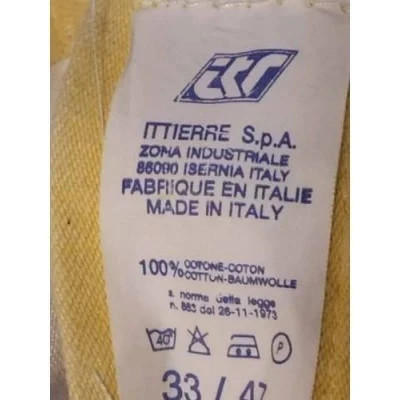 ITTIERRE S.p.A.
ZONA INDUSTRIALE
86090 ISERNIA ITALY
FABRIQUE EN ITALIE
MADE IN ITALY
100% COTONE-COTON
COTTON-BAUMWOLLE
a. norma della legge
n. 883 dal 26-11-1973
40° P
33 / 47